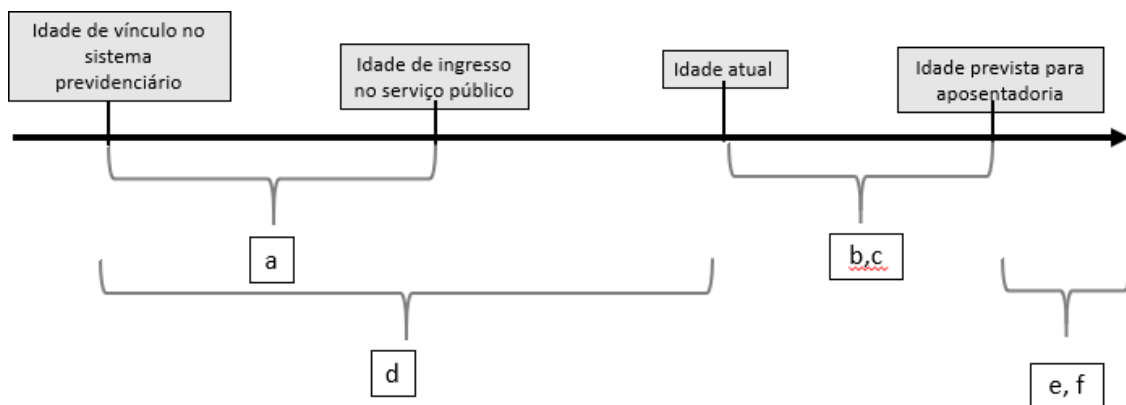 Idade de vínculo no
sistema
previdenciário
Idade de ingresso
no serviço público
Idade atual
Idade prevista para
aposentadoria
a
b,c
d
e, f